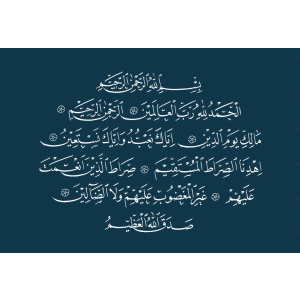 بِسْمِ اللَّهِ الرَّحْمَنِ الرَّحِيمِ
الْحَمْدُ لِلَّهِ رَبِّ الْعَالَمِينَ ۞ الرَّحْمَنِ الرَّحِيمِ ۞
مَالِكِ يَوْمِ الدِّينِ ۞ إِيَّاكَ نَعْبُدُ وَإِيَّاكَ نَسْتَعِينُ ۞
اهْدِنَا الصِّرَاطَ الْمُسْتَقِيمَ ۞ صِرَاطَ الَّذِينَ أَنْعَمْتَ
عَلَيْهِمْ ۞ غَيْرِ الْمَغْضُوبِ عَلَيْهِمْ وَلَا الضَّالِّينَ ۞
صَدَقَ اللَّهُ الْعَظِيمُ